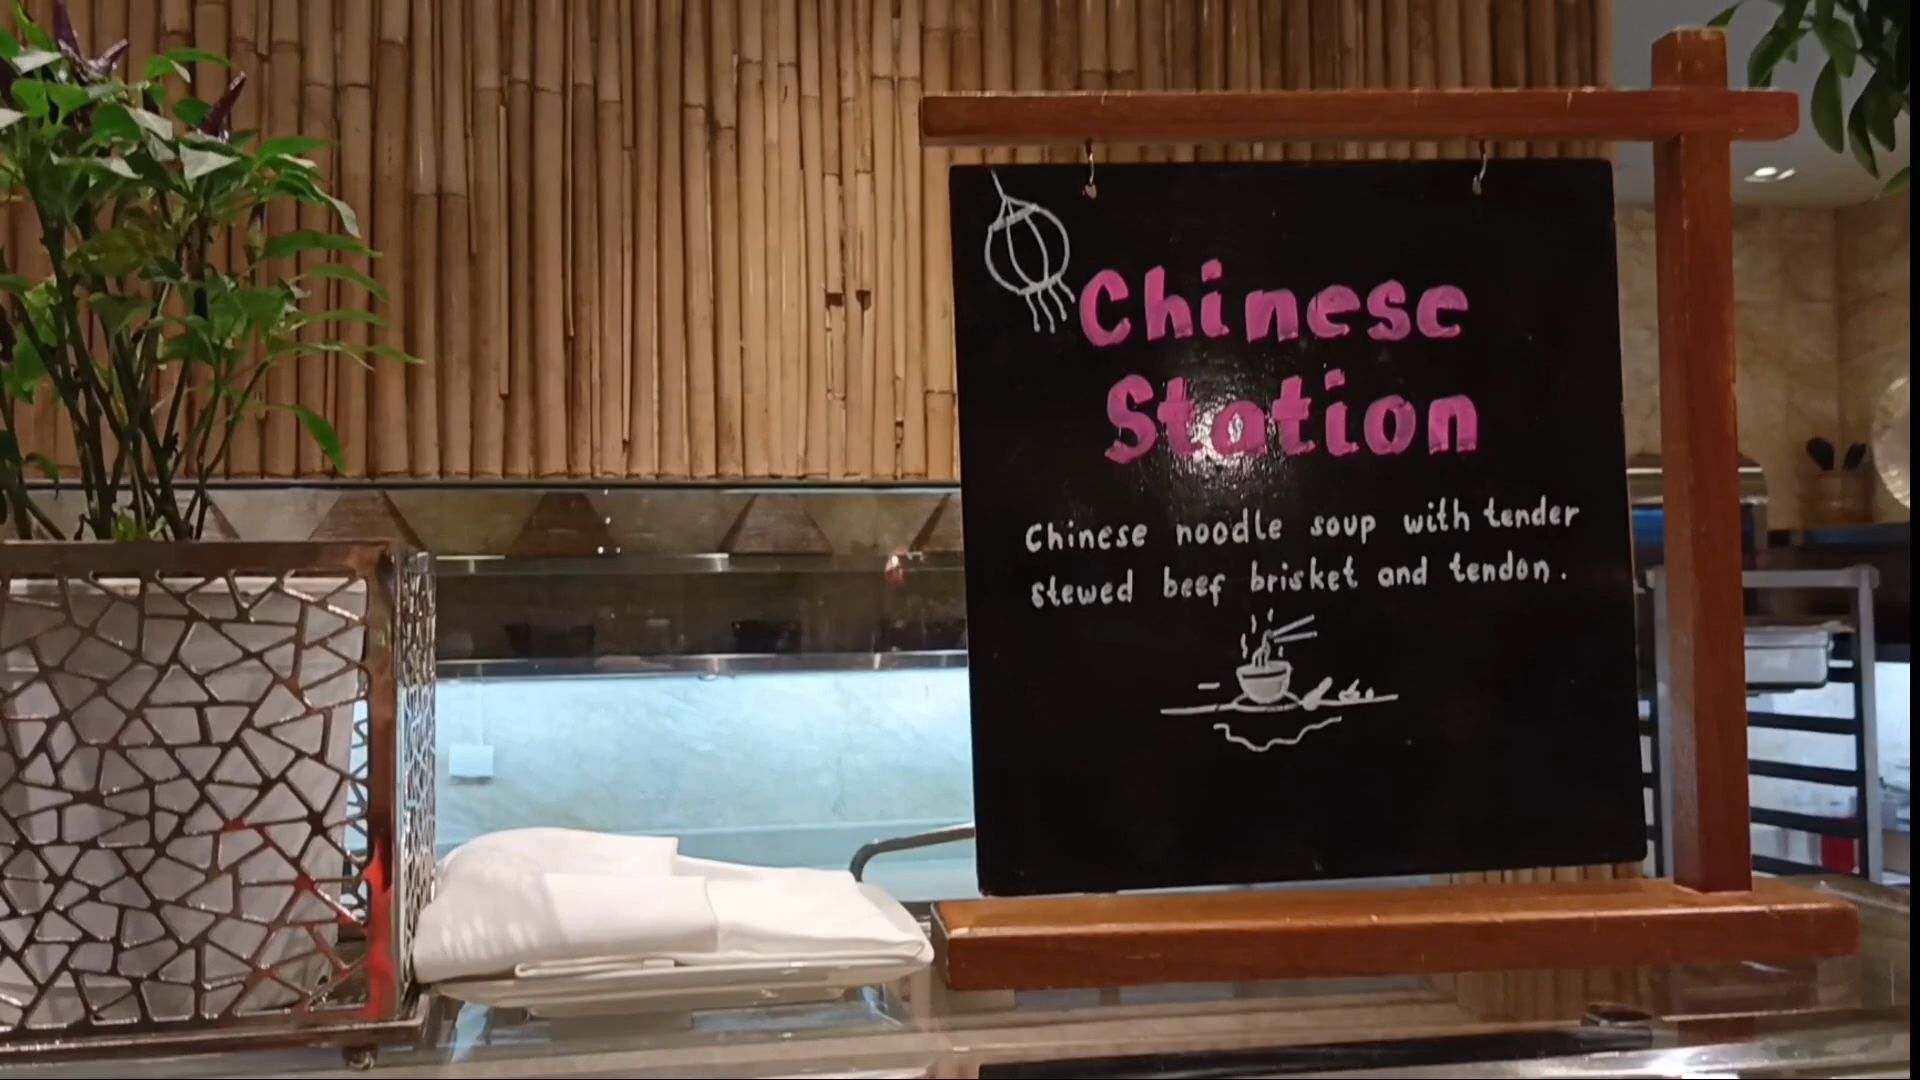 Chinese
Station
Chinese noodle soup with tender
stewed beef brisket and tendon.